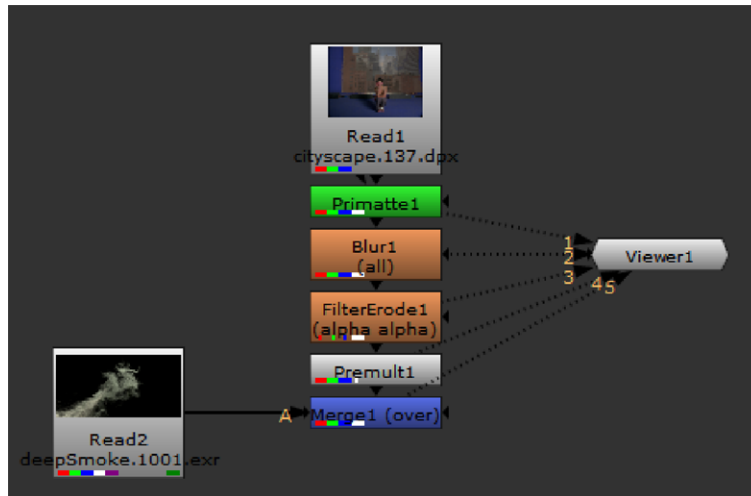 Read1
cityscape.137.dpx
Primatte1
Blur1
(all)
1
2
3
4
5
Viewer1
FilterErode1
(alpha alpha)
Premult1
A
Merge1 (over)
Read2
deepSmoke.1001.exr